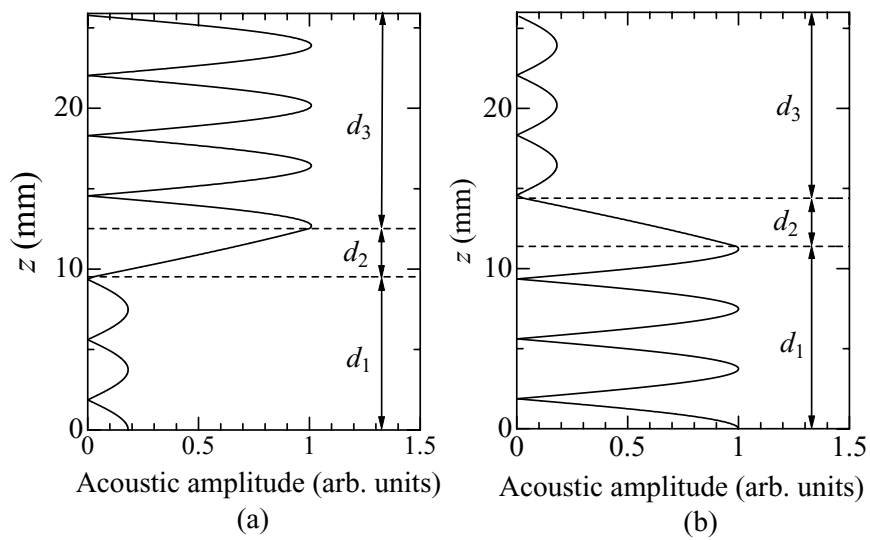 20
10
0
z (mm)
d3
d2
d1
0
0.5
1
1.5
Acoustic amplitude (arb. units)
(a)
20
10
0
z (mm)
d3
d2
d1
0
0.5
1
1.5
Acoustic amplitude (arb. units)
(b)